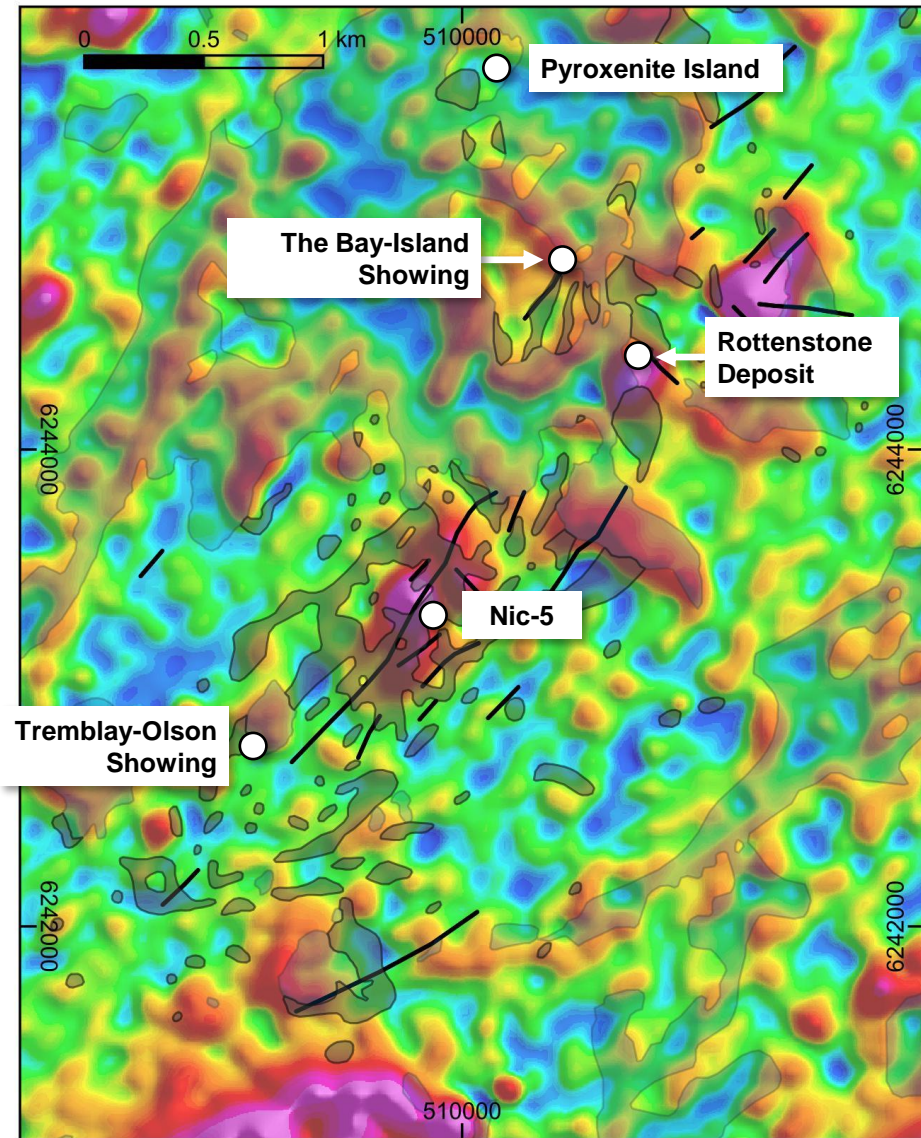 510000
0 0.5 1 km
Pyroxenite Island
The Bay-Island
Showing
Rottenstone
Deposit
6244000
6244000
Nic-5
Tremblay-Olson
Showing
6242000
6242000
510000